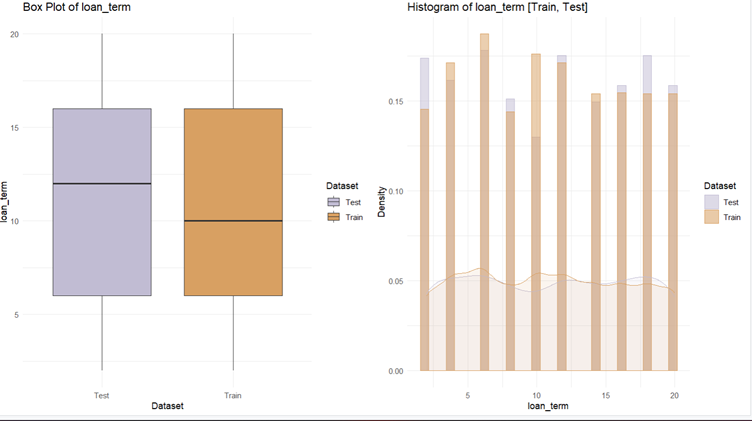 Box Plot of loan_term
20
15
10
5
loan_term
Test
Train
Dataset
Dataset
Test
Train
Histogram of loan_term [Train, Test]
0.15
0.10
0.05
0.00
Density
5
10
15
20
loan_term
Dataset
Test
Train